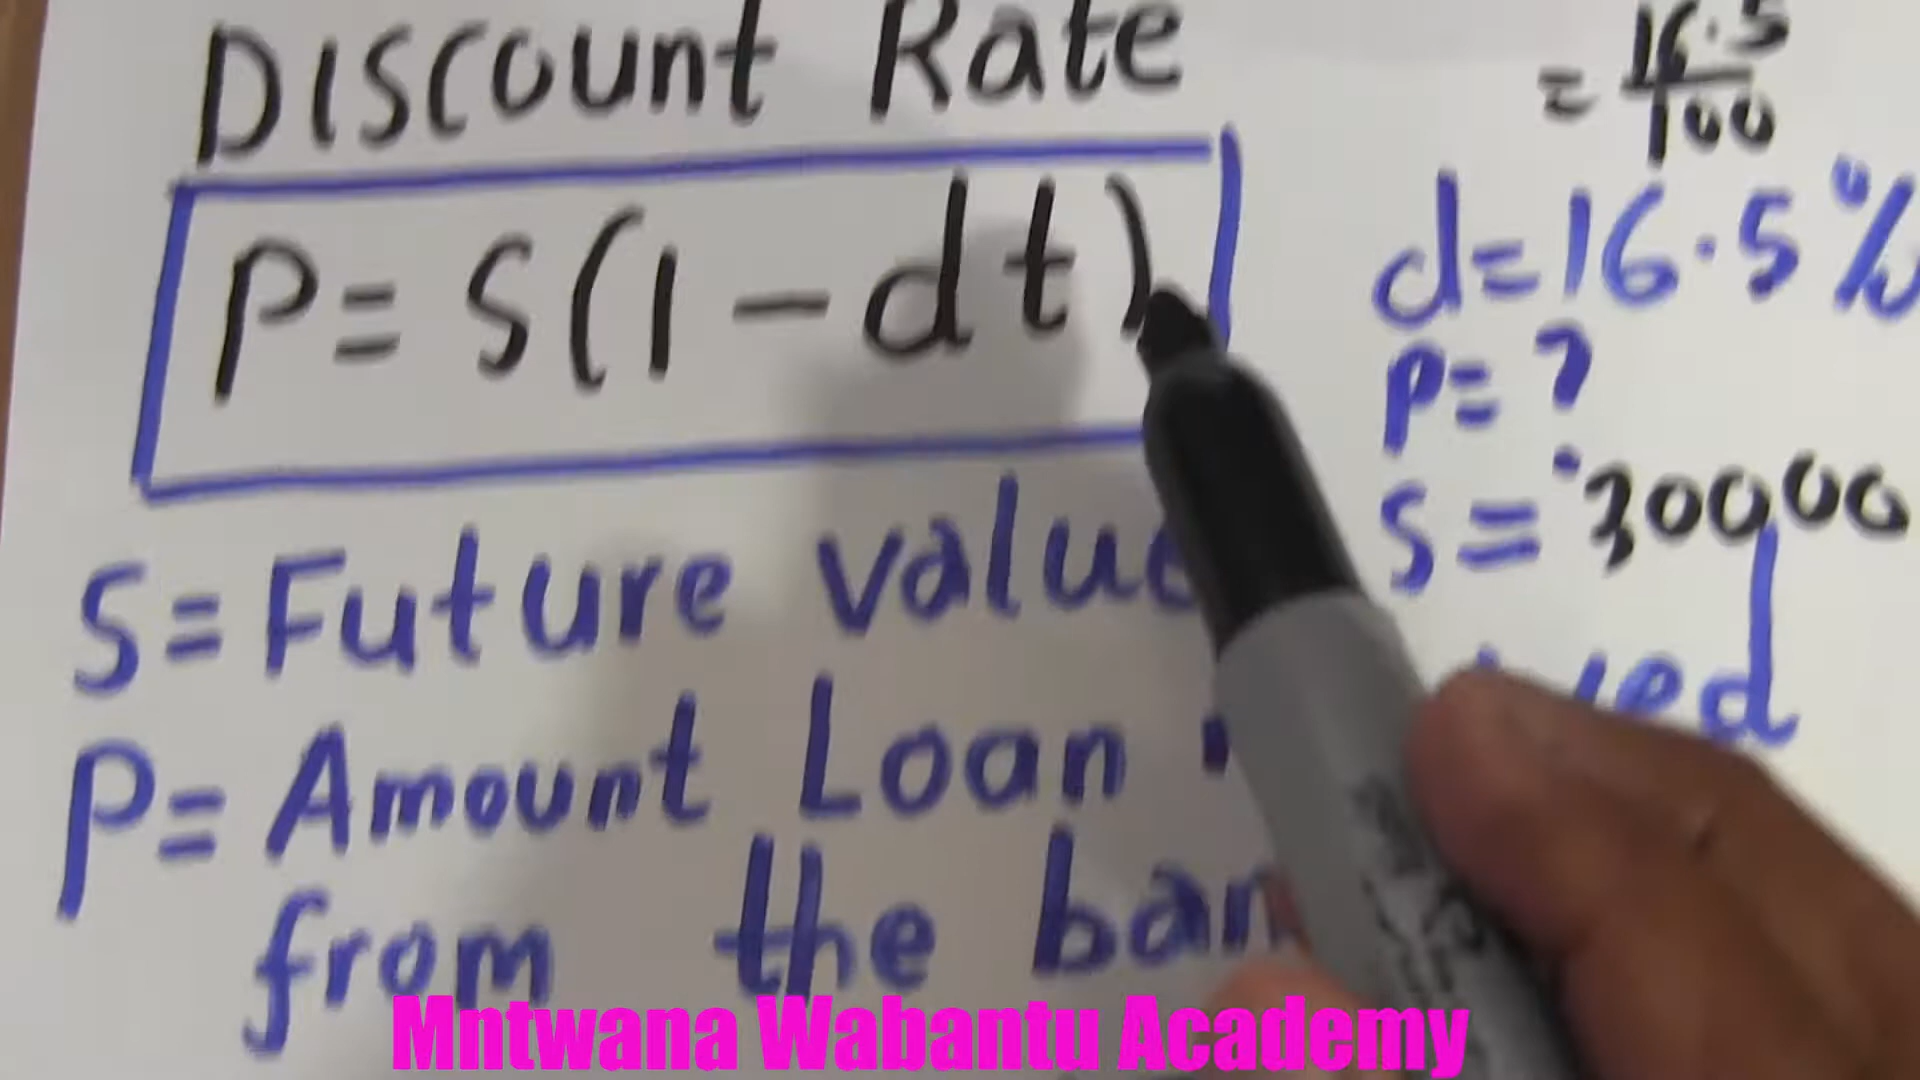 Discount Rate
P = S(1 - dt)
S = Future value
P = Amount Loan
from the
= 16.5/100
d = 16.5%
P = ?
S = 30000
Mntwana Wabantu Academy